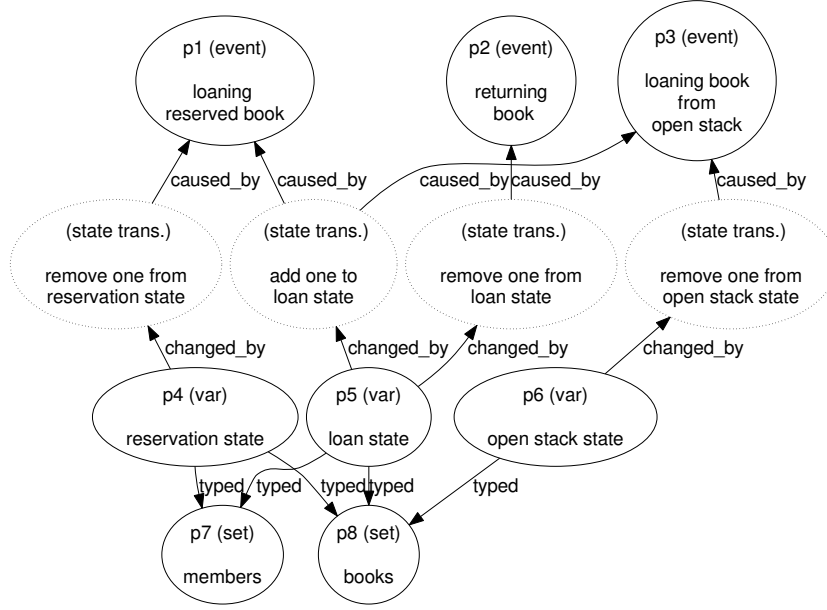 p1 (event)
loaning
reserved book
p2 (event)
returning
book
p3 (event)
loaning book
from
open stack
caused_by
caused_by
caused_by
caused_by
caused_by
(state trans.)
remove one from
reservation state
(state trans.)
add one to
loan state
(state trans.)
remove one from
loan state
(state trans.)
remove one from
open stack state
changed_by
changed_by
changed_by
changed_by
p4 (var)
reservation state
p5 (var)
loan state
p6 (var)
open stack state
typed
typed
typed
typed
typed
p7 (set)
members
p8 (set)
books